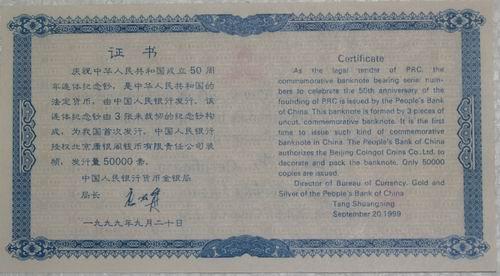 证书
庆祝中华人民共和国成立50周
年连体纪念钞,是中华人民共和国的
法定货币,由中国人民银行发行。该
连体纪念钞由3张未裁切的纪念钞构
成,为我国首次发行。中国人民银行
授权北京康银阁钱币有限责任公司装
帧,发行量50000套。
中国人民银行货币金银局
局长
一九九九年九月二十日
Certificate
As the legal tendre of PRC, the
commemorative banknote bearing serial num-
bers to celebrate the 50th anniversary of the
founding of PRC is issued by the People's Bank
of China. This banknote is formed by 3 pieces of
uncut, commemorative banknote. It is the first
time to issue such kind of commemorative
banknote in China. The People's Bank of China
authorizes the Beijing Coingot Coins Co., Ltd. so
decorate and pack the banknote. Only 50000
copies are issued.
Director of Bureau of Currency, Gold and
Silver of the People's Bank of China
Tang Shuangning
September 20,1999